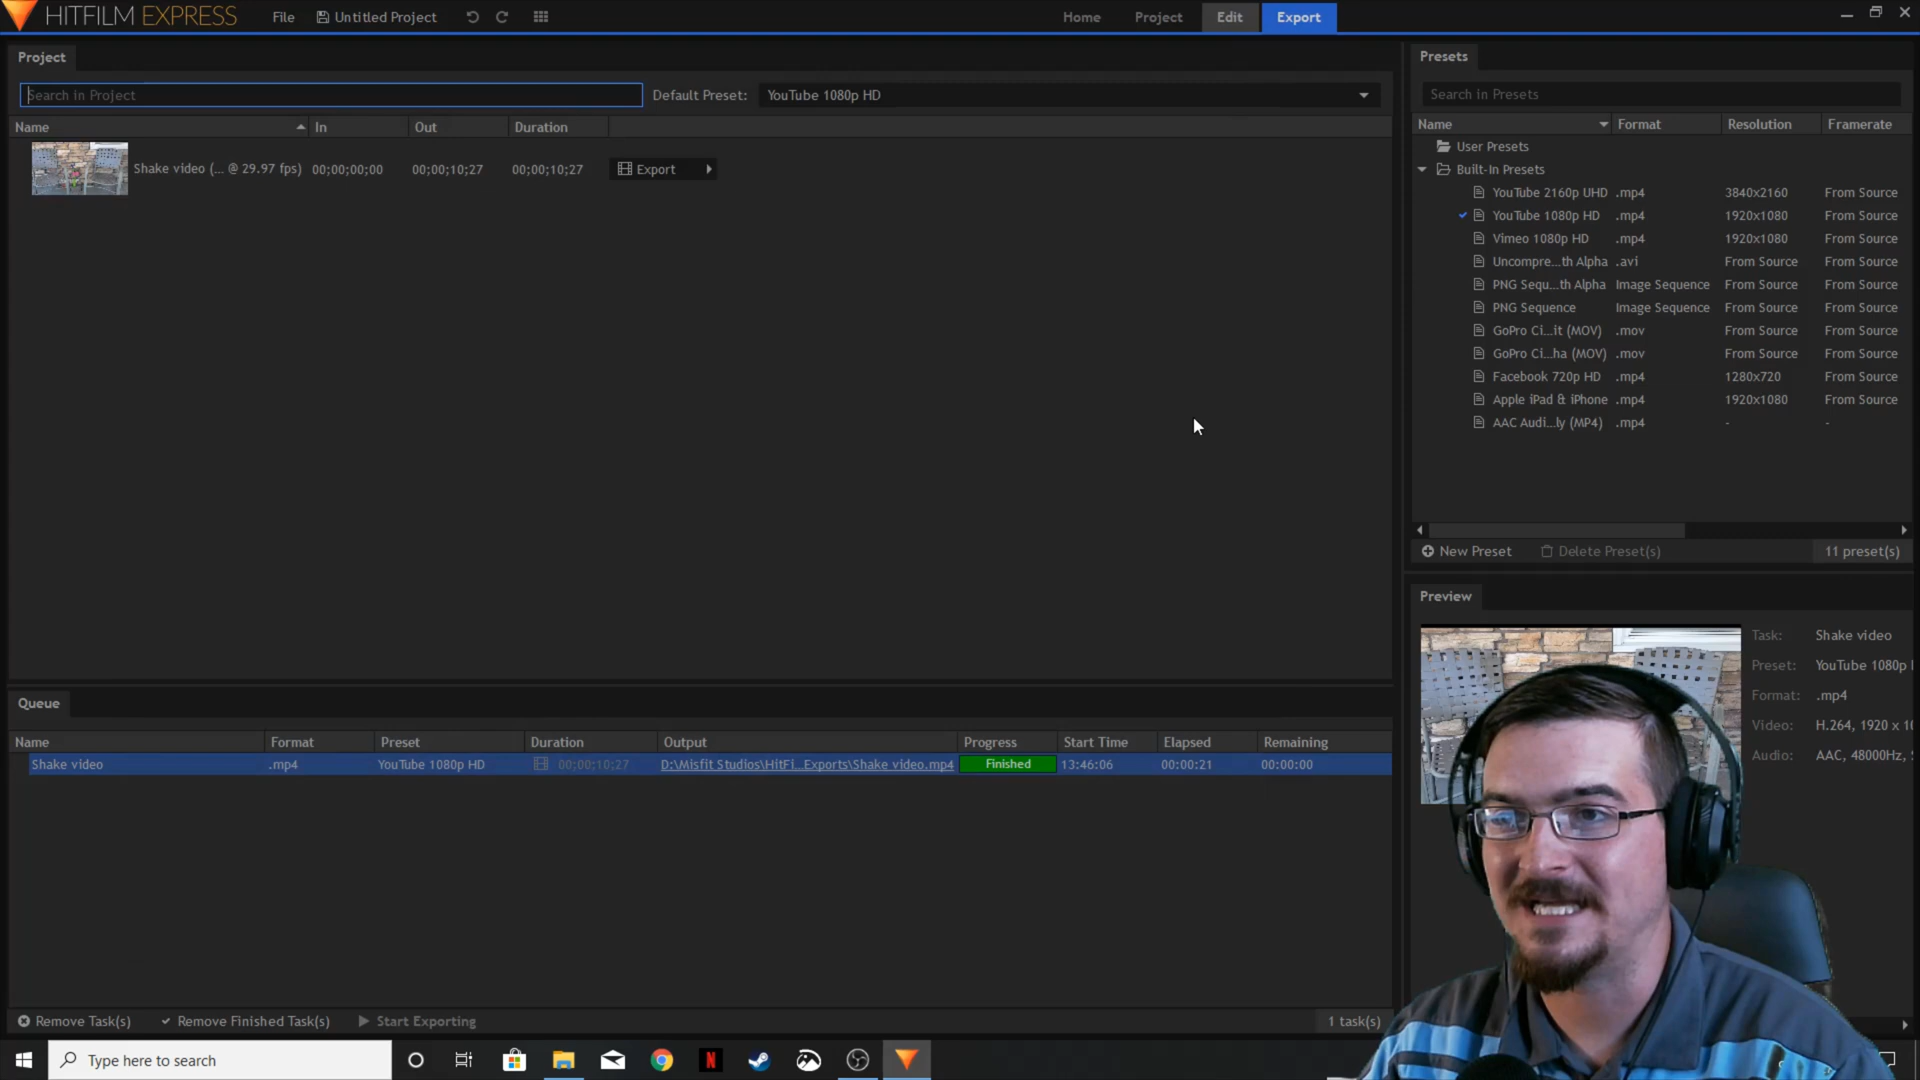 HITFILM EXPRESS File Untitled Project Home Project Edit Export
Project
Search in Project Default Preset: YouTube 1080p HD
Name In Out Duration
Shake video (... @ 29.97 fps) 00;00;00;00 00;00;10;27 00;00;10;27 Export
Presets
Search in Presets
Name Format Resolution Framerate
User Presets
Built-In Presets
YouTube 2160p UHD .mp4 3840x2160 From Source
YouTube 1080p HD .mp4 1920x1080 From Source
Vimeo 1080p HD .mp4 1920x1080 From Source
Uncompre...th Alpha .avi From Source From Source
PNG Sequ...th Alpha Image Sequence From Source From Source
PNG Sequence Image Sequence From Source From Source
GoPro Ci...it (MOV) .mov From Source From Source
GoPro Ci...ha (MOV) .mov From Source From Source
Facebook 720p HD .mp4 1280x720 From Source
Apple iPad & iPhone .mp4 1920x1080 From Source
AAC Audi...ly (MP4) .mp4 - -
New Preset Delete Preset(s) 11 preset(s)
Preview
Task: Shake video
Preset: YouTube 1080p
Format: .mp4
Video: H.264, 1920 x 10
Audio: AAC, 48000Hz,
Queue
Name Format Preset Duration Output Progress Start Time Elapsed Remaining
Shake video .mp4 YouTube 1080p HD 00;00;10;27 D:\Misfit Studios\HitFi...Exports\Shake video.mp4 Finished 13:46:06 00:00:21 00:00:00
Remove Task(s) Remove Finished Task(s) Start Exporting 1 task(s)
Type here to search
N